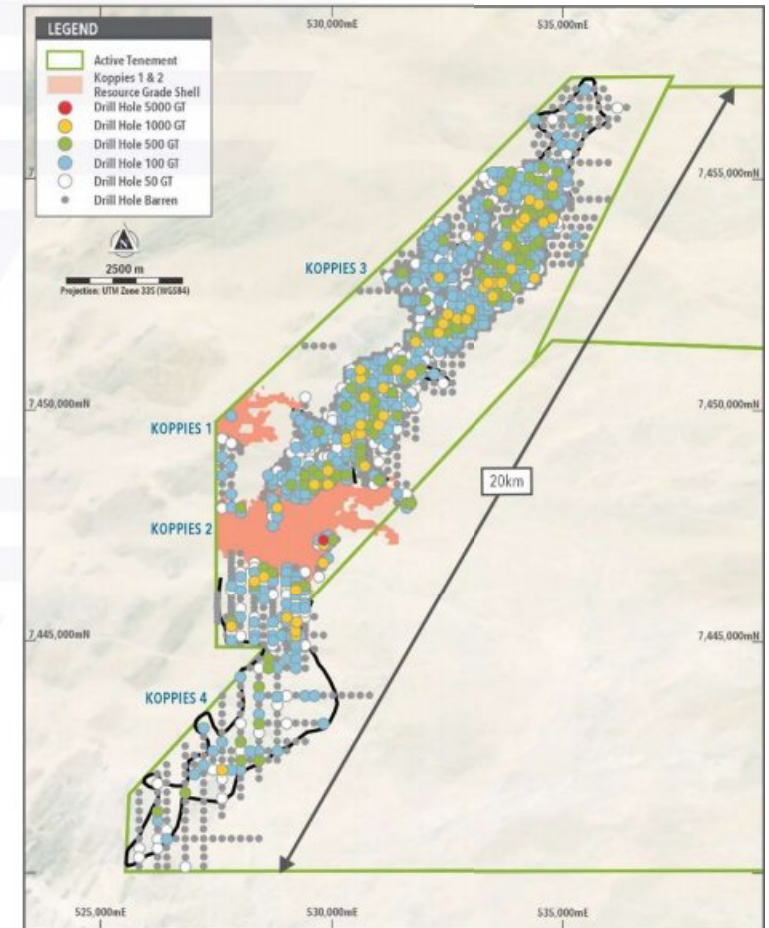 LEGEND
Active Tenement
Koppies 1 & 2
Resource Grade Shell
Drill Hole 5000 GT
Drill Hole 1000 GT
Drill Hole 500 GT
Drill Hole 100 GT
Drill Hole 50 GT
Drill Hole Barren
2500 m
Projection: UTM Zone 33S (WGS84)
530,000mE
535,000mE
7,455,000mN
KOPPIES 3
7,450,000mN
7,450,000mN
KOPPIES 1
20km
KOPPIES 2
7,445,000mN
7,445,000mN
KOPPIES 4
525,000mE
530,000mE
535,000mE